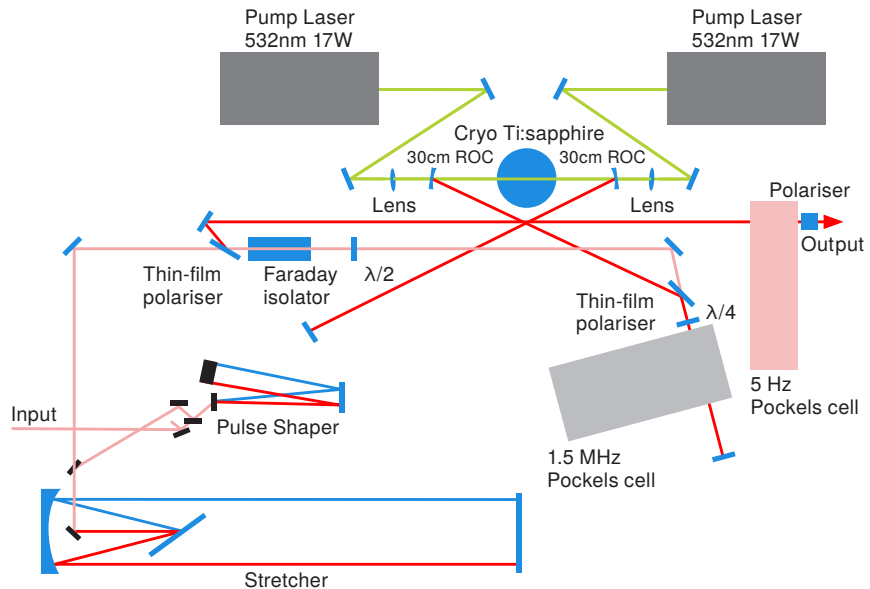 Pump Laser
532nm 17W
Pump Laser
532nm 17W
Cryo Ti:sapphire
30cm ROC
30cm ROC
Lens
Lens
Polariser
Output
Thin-film
polariser
Faraday
isolator
λ/2
Thin-film
polariser
λ/4
5 Hz
Pockels cell
Input
Pulse Shaper
1.5 MHz
Pockels cell
Stretcher